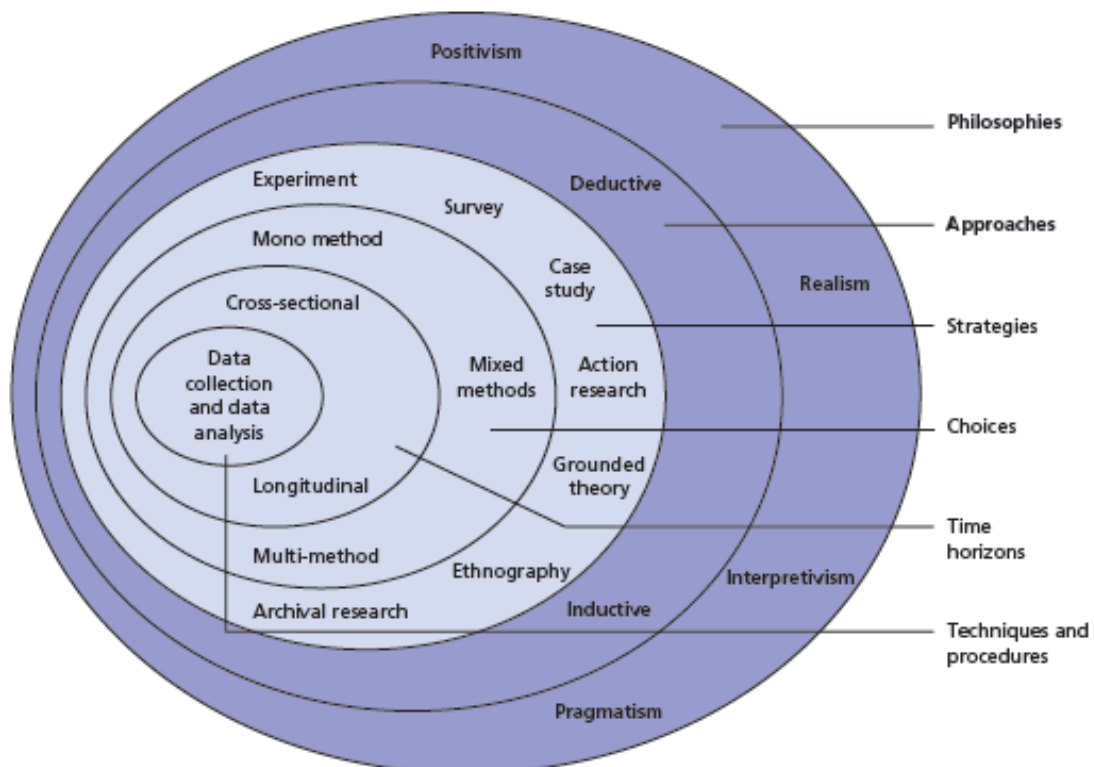 Positivism
Philosophies
Experiment
Deductive
Survey
Approaches
Mono method
Case
study
Realism
Cross-sectional
Strategies
Data
collection
and data
analysis
Mixed
methods
Action
research
Choices
Grounded
theory
Longitudinal
Time
horizons
Multi-method
Ethnography
Interpretivism
Archival research
Inductive
Techniques and
procedures
Pragmatism